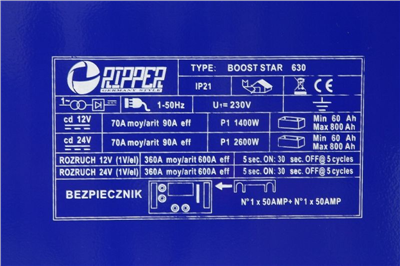 RIPPER
TYPE: BOOST STAR 630
IP21
CE
1-50Hz U1≈ 230V
cd 12V 70A moy/arit 90A eff P1 1400W Min 60 Ah Max 800 Ah
cd 24V 70A moy/arit 90A eff P1 2600W Min 60 Ah Max 800 Ah
ROZRUCH 12V (1V/el) 360A moy/arit 600A eff 5 sec. ON: 30 sec. OFF@ 5 cycles
ROZRUCH 24V (1V/el) 360A moy/arit 600A eff 5 sec. ON: 30 sec. OFF@ 5 cycles
BEZPIECZNIK
N°1 x 50AMP+ N°1 x 50AMP